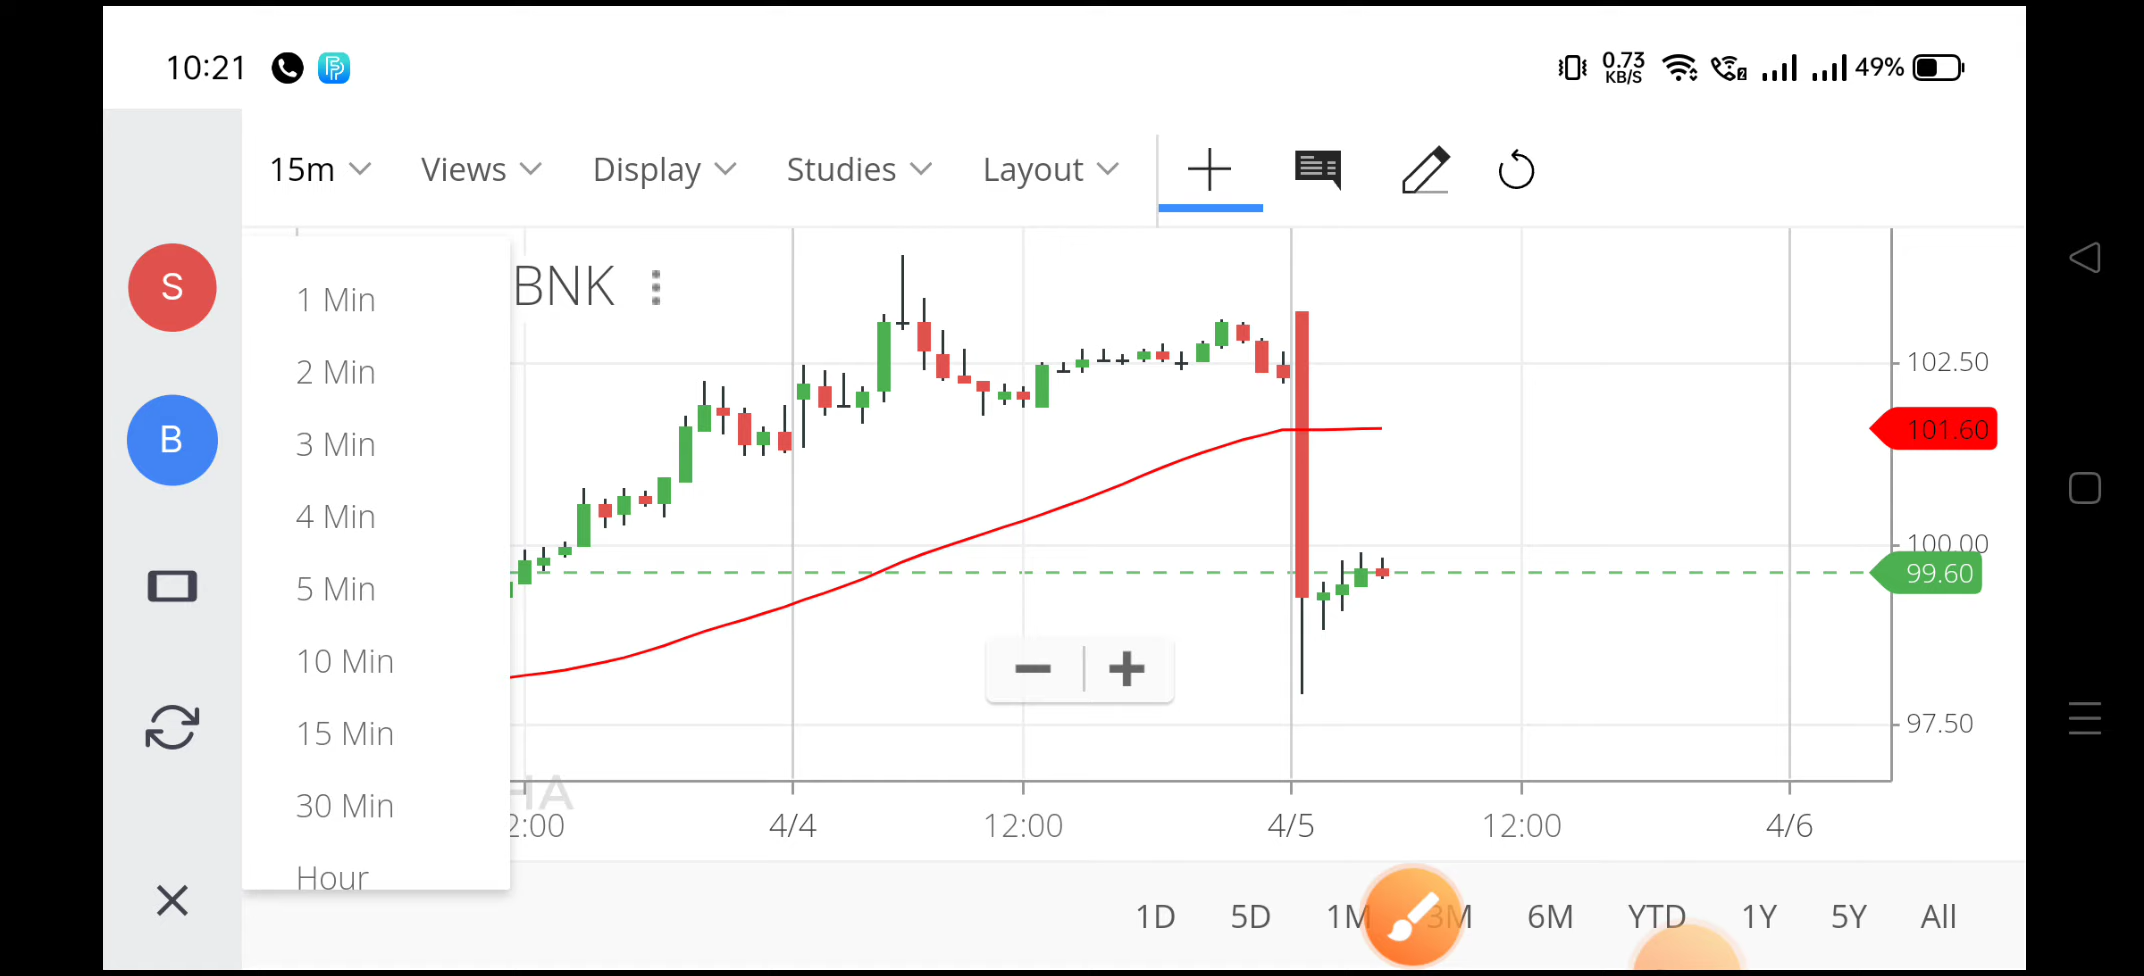 10:21 0.73 KB/S 49%
15m Views Display Studies Layout
S
B
BNK
1 Min
2 Min
3 Min
4 Min
5 Min
10 Min
15 Min
30 Min
Hour
102.50
101.60
100.00
99.60
97.50
2:00 4/4 12:00 4/5 12:00 4/6
1D 5D 1M 3M 6M YTD 1Y 5Y All